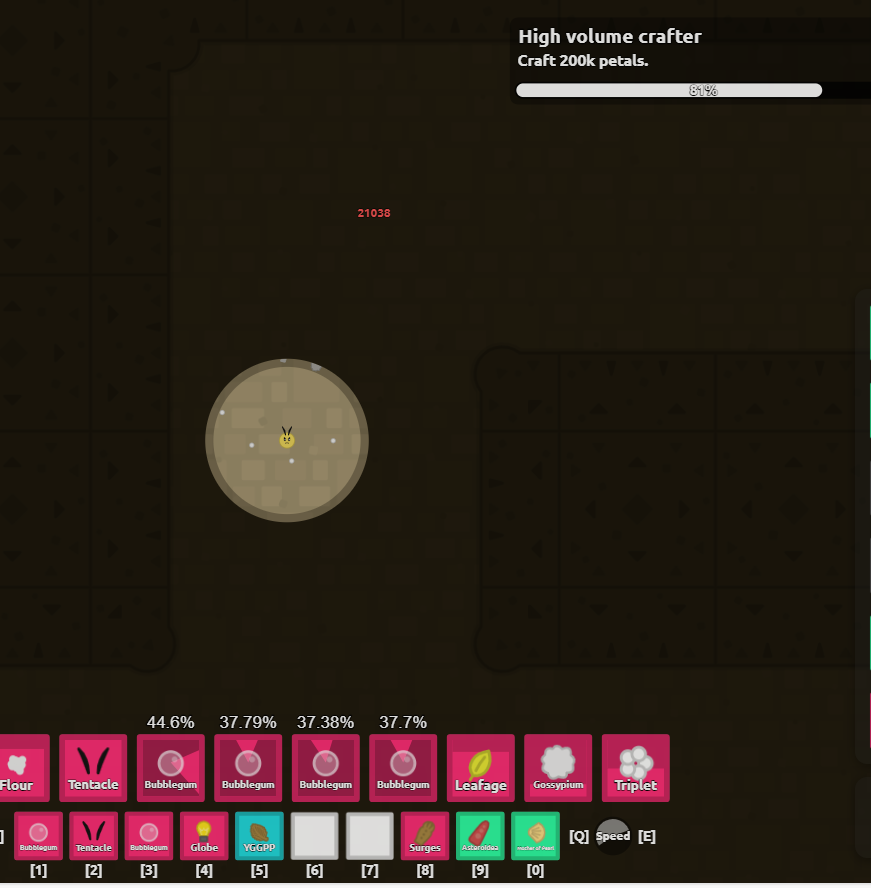 High volume crafter
Craft 200k petals.
81%
21038
44.6% 37.79% 37.38% 37.7%
Flour Tentacle Bubblegum Bubblegum Bubblegum Bubblegum Leafage Gossypium Triplet
] Bubblegum Tentacle Bubblegum Globe YGGPP Surges Asteroidea [Q] Speed [E]
[1] [2] [3] [4] [5] [6] [7] [8] [9] [0]